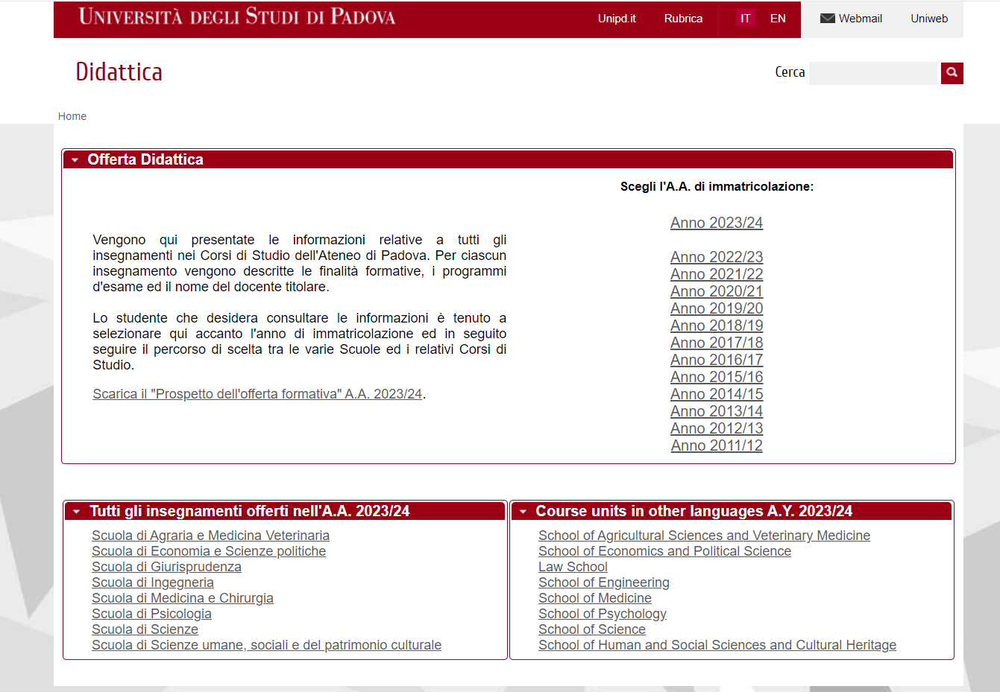 UNIVERSITÀ DEGLI STUDI DI PADOVA
Unipd.it
Rubrica
IT
EN
Webmail
Uniweb
Didattica
Cerca
Home
Offerta Didattica
Vengono qui presentate le informazioni relative a tutti gli
insegnamenti nei Corsi di Studio dell'Ateneo di Padova. Per ciascun
insegnamento vengono descritte le finalità formative, i programmi
d'esame ed il nome del docente titolare.
Lo studente che desidera consultare le informazioni è tenuto a
selezionare qui accanto l'anno di immatricolazione ed in seguito
seguire il percorso di scelta tra le varie Scuole ed i relativi Corsi di
Studio.
Scarica il "Prospetto dell'offerta formativa" A.A. 2023/24.
Scegli l'A.A. di immatricolazione:
Anno 2023/24
Anno 2022/23
Anno 2021/22
Anno 2020/21
Anno 2019/20
Anno 2018/19
Anno 2017/18
Anno 2016/17
Anno 2015/16
Anno 2014/15
Anno 2013/14
Anno 2012/13
Anno 2011/12
Tutti gli insegnamenti offerti nell'A.A. 2023/24
Scuola di Agraria e Medicina Veterinaria
Scuola di Economia e Scienze politiche
Scuola di Giurisprudenza
Scuola di Ingegneria
Scuola di Medicina e Chirurgia
Scuola di Psicologia
Scuola di Scienze
Scuola di Scienze umane, sociali e del patrimonio culturale
Course units in other languages A.Y. 2023/24
School of Agricultural Sciences and Veterinary Medicine
School of Economics and Political Science
Law School
School of Engineering
School of Medicine
School of Psychology
School of Science
School of Human and Social Sciences and Cultural Heritage